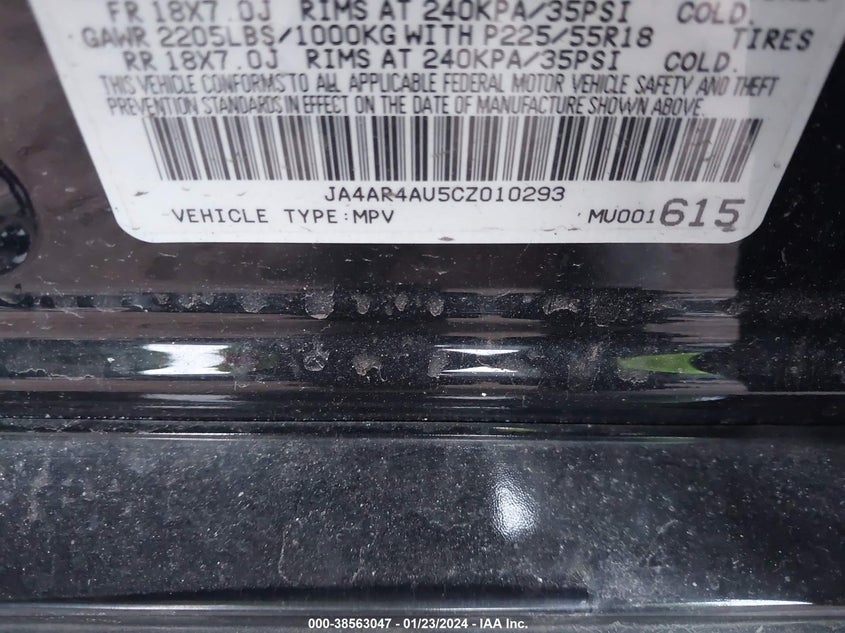 FR 18X7.0J RIMS AT 240KPA/35PSI COLD.
GAWR 2205LBS/1000KG WITH P225/55R18 TIRES
RR 18X7.0J RIMS AT 240KPA/35PSI COLD.
THIS VEHICLE CONFORMS TO ALL APPLICABLE FEDERAL MOTOR VEHICLE SAFETY AND THEFT
PREVENTION STANDARDS IN EFFECT ON THE DATE OF MANUFACTURE SHOWN ABOVE.
JA4AR4AU5CZ010293
VEHICLE TYPE:MPV MU001615
000-38563047 - 01/23/2024 - IAA Inc.